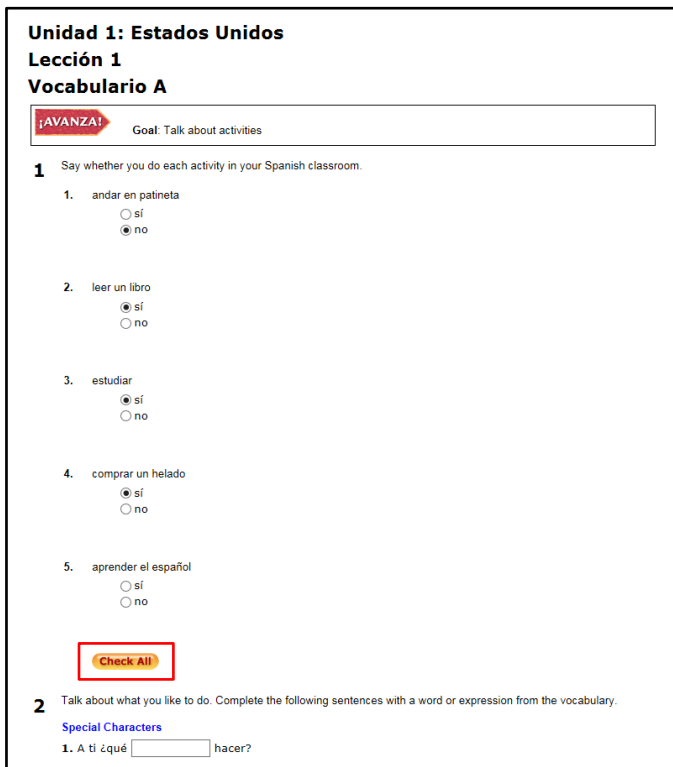 Unidad 1: Estados Unidos
Lección 1
Vocabulario A
¡AVANZA!
Goal: Talk about activities
1 Say whether you do each activity in your Spanish classroom.
1. andar en patineta
sí
no
2. leer un libro
sí
no
3. estudiar
sí
no
4. comprar un helado
sí
no
5. aprender el español
sí
no
Check All
2 Talk about what you like to do. Complete the following sentences with a word or expression from the vocabulary.
Special Characters
1. A ti ¿qué hacer?